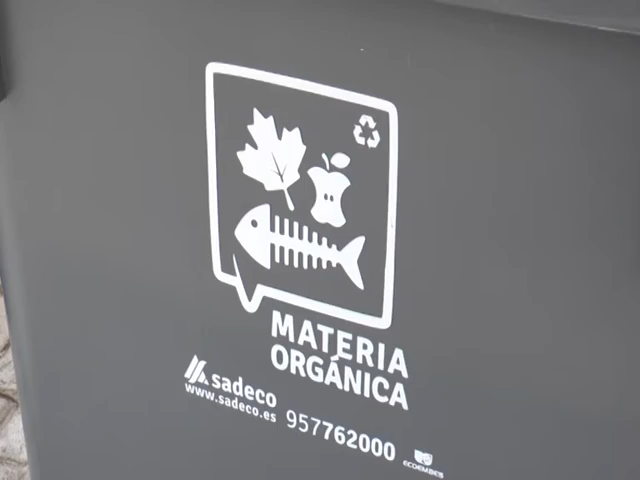 MATERIA
ORGÁNICA
sadeco
www.sadeco.es
957762000
ECOEMBES